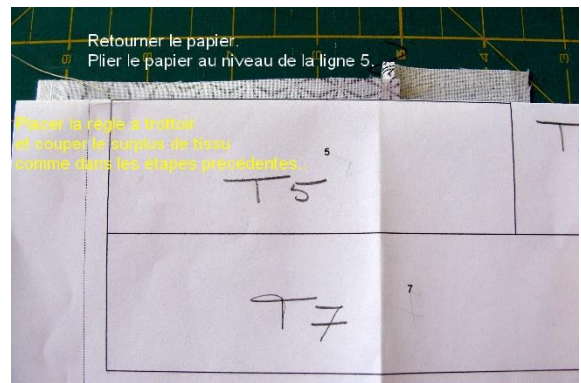 Retourner le papier.
Plier le papier au niveau de la ligne 5.
Placer la règle à trottoir
et couper le surplus de tissu
comme dans les étapes précédentes.
5
T5
T
7
T7